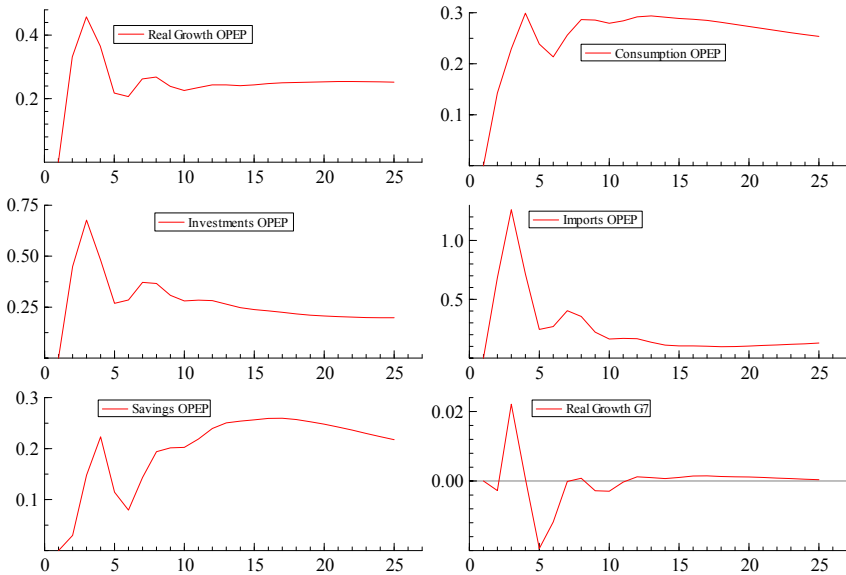 Real Growth OPEP
0.4
0.2
0 5 10 15 20 25
Consumption OPEP
0.3
0.2
0.1
0 5 10 15 20 25
Investments OPEP
0.75
0.50
0.25
0 5 10 15 20 25
Imports OPEP
1.0
0.5
0 5 10 15 20 25
Savings OPEP
0.3
0.2
0.1
0 5 10 15 20 25
Real Growth G7
0.02
0.00
0 5 10 15 20 25